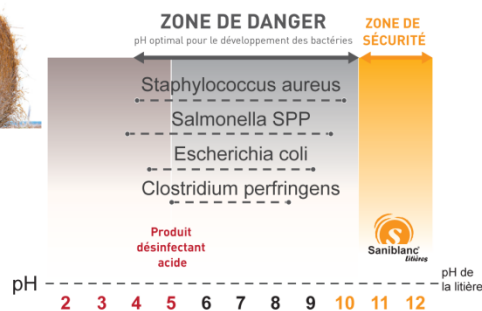 ZONE DE DANGER
pH optimal pour le développement des bactéries
ZONE DE
SÉCURITÉ
Staphylococcus aureus
Salmonella SPP
Escherichia coli
Clostridium perfringens
Produit
désinfectant
acide
S
Saniblanc
litières
pH
pH de
la litière
2 3 4 5 6 7 8 9 10 11 12